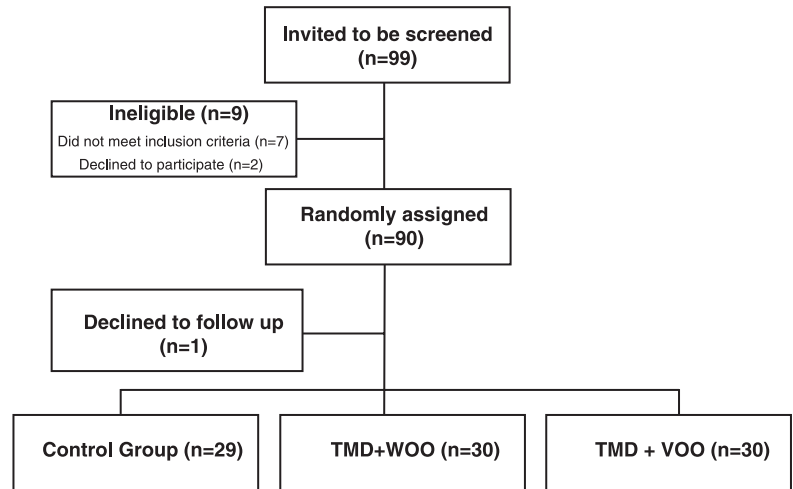 Invited to be screened
(n=99)
Ineligible (n=9)
Did not meet inclusion criteria (n=7)
Declined to participate (n=2)
Randomly assigned
(n=90)
Declined to follow up
(n=1)
Control Group (n=29)
TMD+WOO (n=30)
TMD + VOO (n=30)